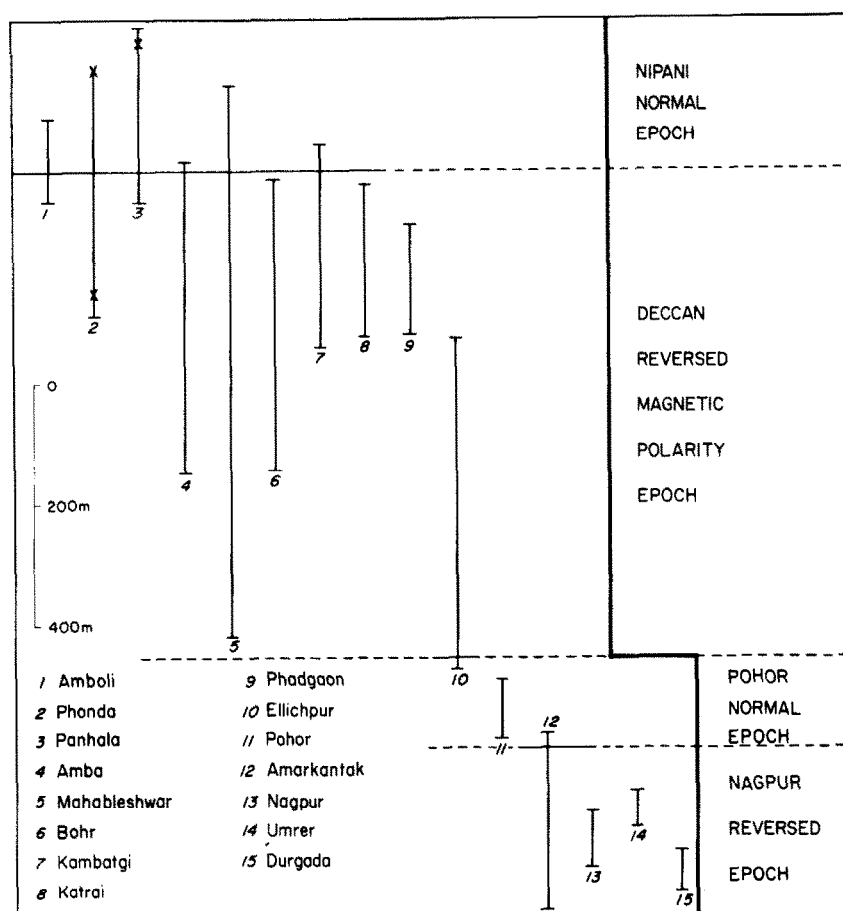 NIPANI
NORMAL
EPOCH
1
2
3
4
5
6
7
8
9
10
11
12
13
14
15
DECCAN
REVERSED
MAGNETIC
POLARITY
EPOCH
0
200m
400m
POHOR
NORMAL
EPOCH
NAGPUR
REVERSED
EPOCH
1 Amboli
2 Phonda
3 Panhala
4 Amba
5 Mahableshwar
6 Bohr
7 Kambatgi
8 Katrai
9 Phadgaon
10 Ellichpur
11 Pohor
12 Amarkantak
13 Nagpur
14 Umrer
15 Durgada